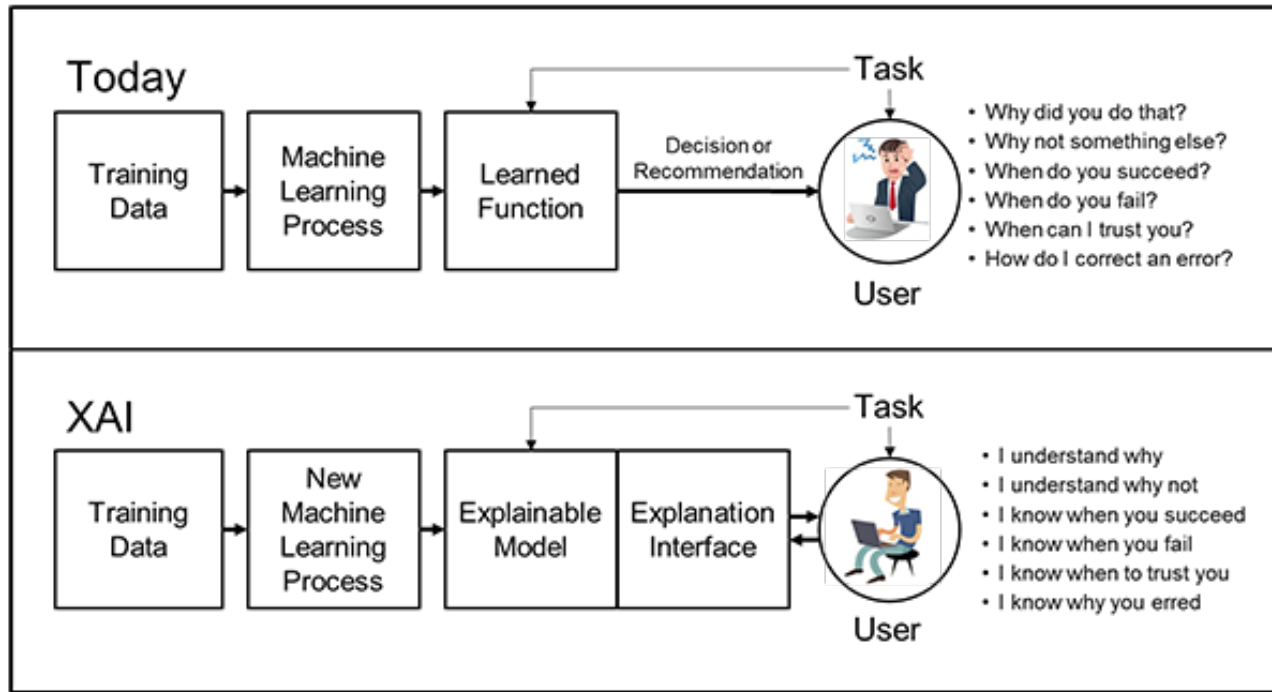 Today
Task
Training
Data
Machine
Learning
Process
Learned
Function
Decision or
Recommendation
User
• Why did you do that?
• Why not something else?
• When do you succeed?
• When do you fail?
• When can I trust you?
• How do I correct an error?
XAI
Task
Training
Data
New
Machine
Learning
Process
Explainable
Model
Explanation
Interface
User
• I understand why
• I understand why not
• I know when you succeed
• I know when you fail
• I know when to trust you
• I know why you erred